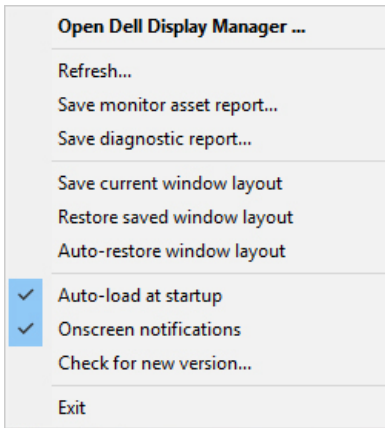 Open Dell Display Manager ...
Refresh...
Save monitor asset report...
Save diagnostic report...
Save current window layout
Restore saved window layout
Auto-restore window layout
Auto-load at startup
Onscreen notifications
Check for new version...
Exit